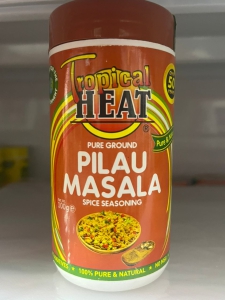 Tropical
HEAT
®
PURE GROUND
PILAU
MASALA
SPICE SEASONING
100% PURE & NATURAL